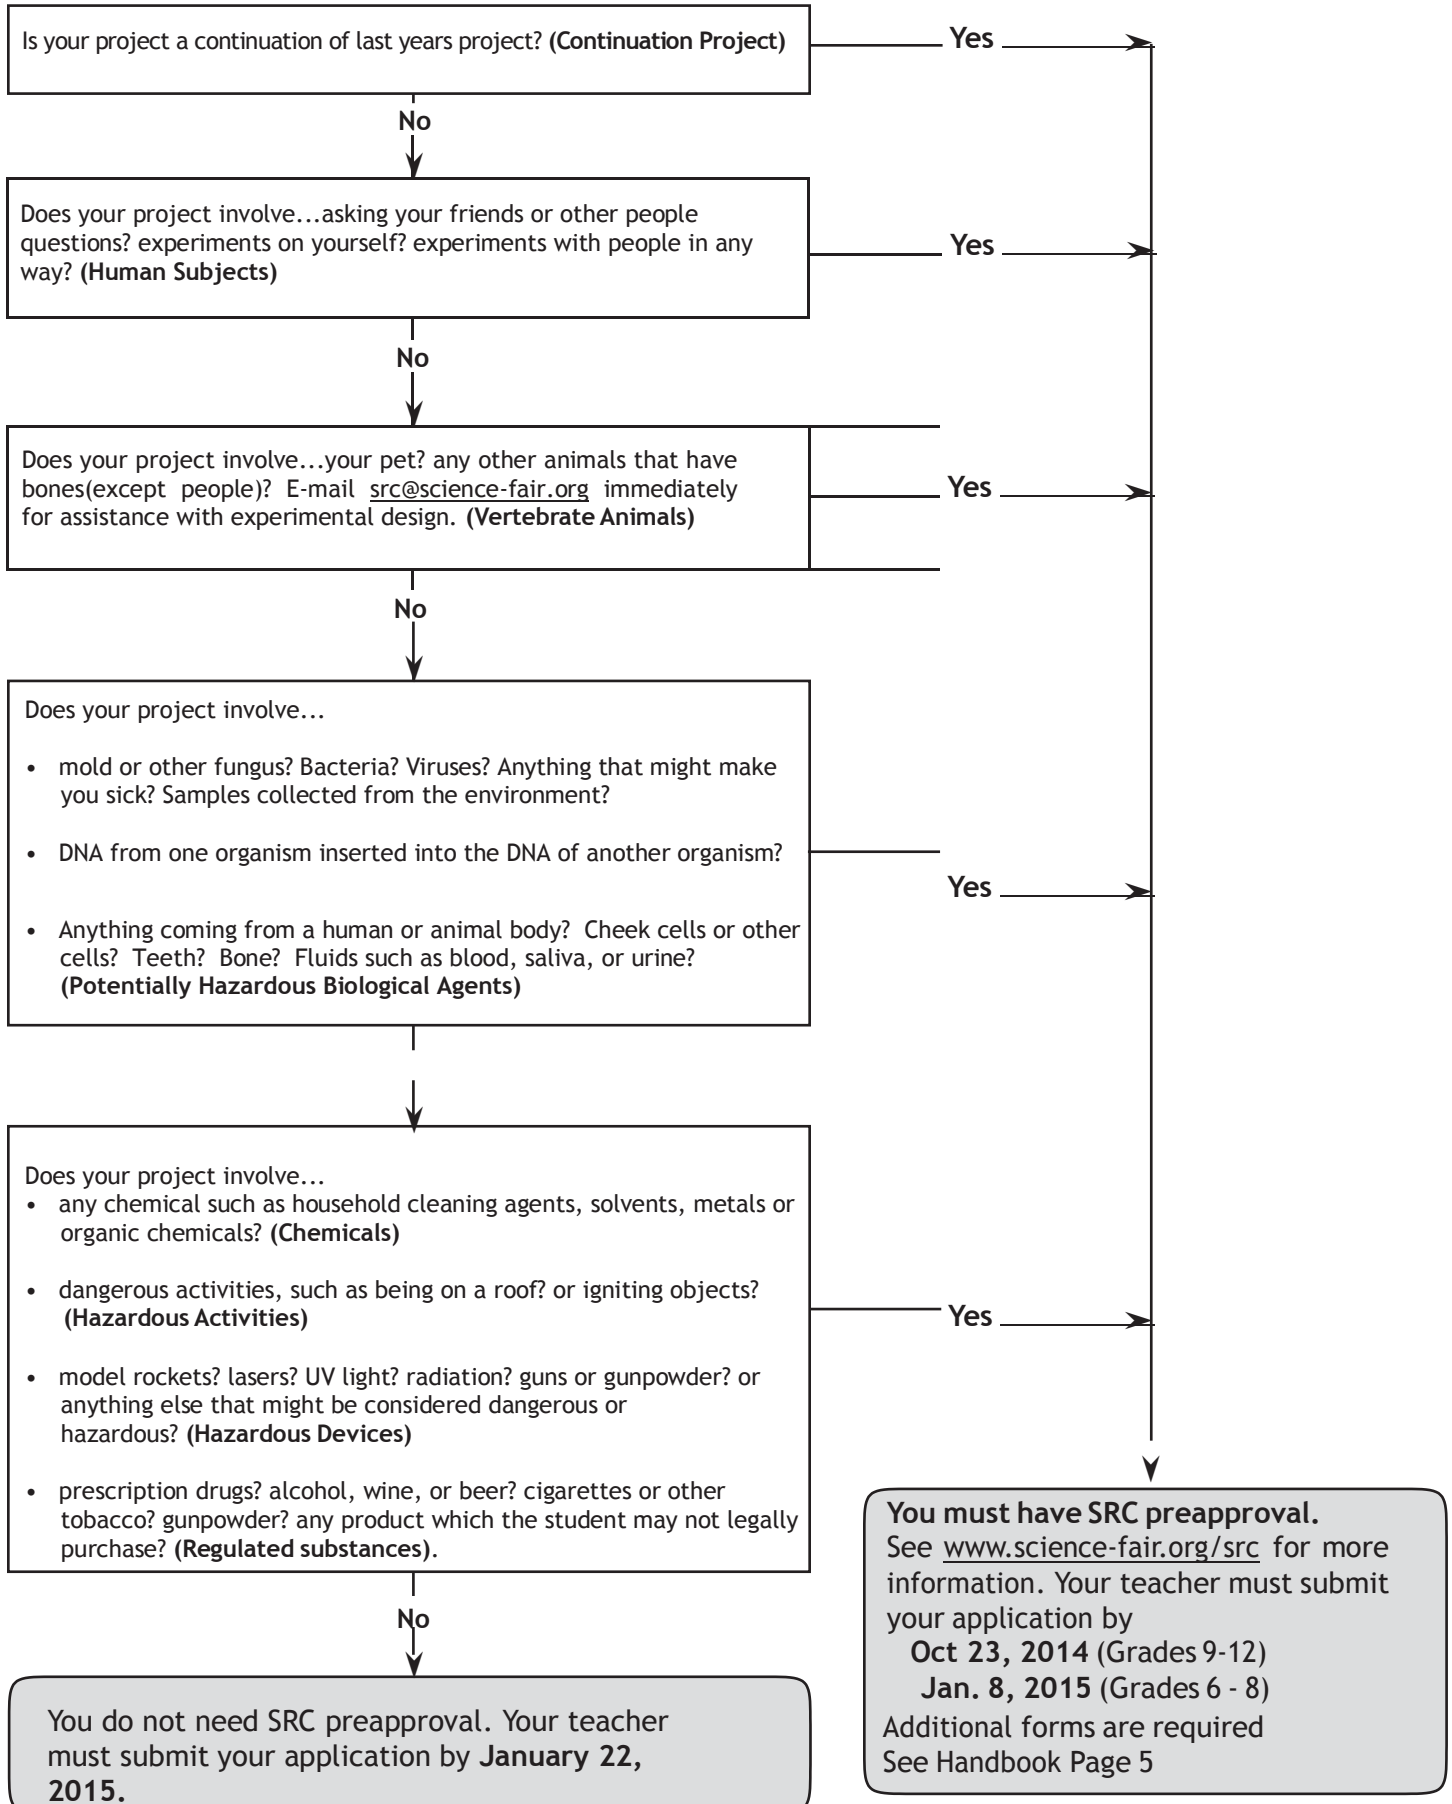 Is your project a continuation of last years project? (Continuation Project)
Yes
No
Does your project involve...asking your friends or other people
questions? experiments on yourself? experiments with people in any
way? (Human Subjects)
Yes
No
Does your project involve...your pet? any other animals that have
bones(except people)? E-mail src@science-fair.org immediately
for assistance with experimental design. (Vertebrate Animals)
Yes
No
Does your project involve...
• mold or other fungus? Bacteria? Viruses? Anything that might make
you sick? Samples collected from the environment?
• DNA from one organism inserted into the DNA of another organism?
• Anything coming from a human or animal body? Cheek cells or other
cells? Teeth? Bone? Fluids such as blood, saliva, or urine?
(Potentially Hazardous Biological Agents)
Yes
Does your project involve...
• any chemical such as household cleaning agents, solvents, metals or
organic chemicals? (Chemicals)
• dangerous activities, such as being on a roof? or igniting objects?
(Hazardous Activities)
• model rockets? lasers? UV light? radiation? guns or gunpowder? or
anything else that might be considered dangerous or
hazardous? (Hazardous Devices)
• prescription drugs? alcohol, wine, or beer? cigarettes or other
tobacco? gunpowder? any product which the student may not legally
purchase? (Regulated substances).
Yes
No
You do not need SRC preapproval. Your teacher
must submit your application by January 22,
2015.
You must have SRC preapproval.
See www.science-fair.org/src for more
information. Your teacher must submit
your application by
Oct 23, 2014 (Grades 9-12)
Jan. 8, 2015 (Grades 6 - 8)
Additional forms are required
See Handbook Page 5